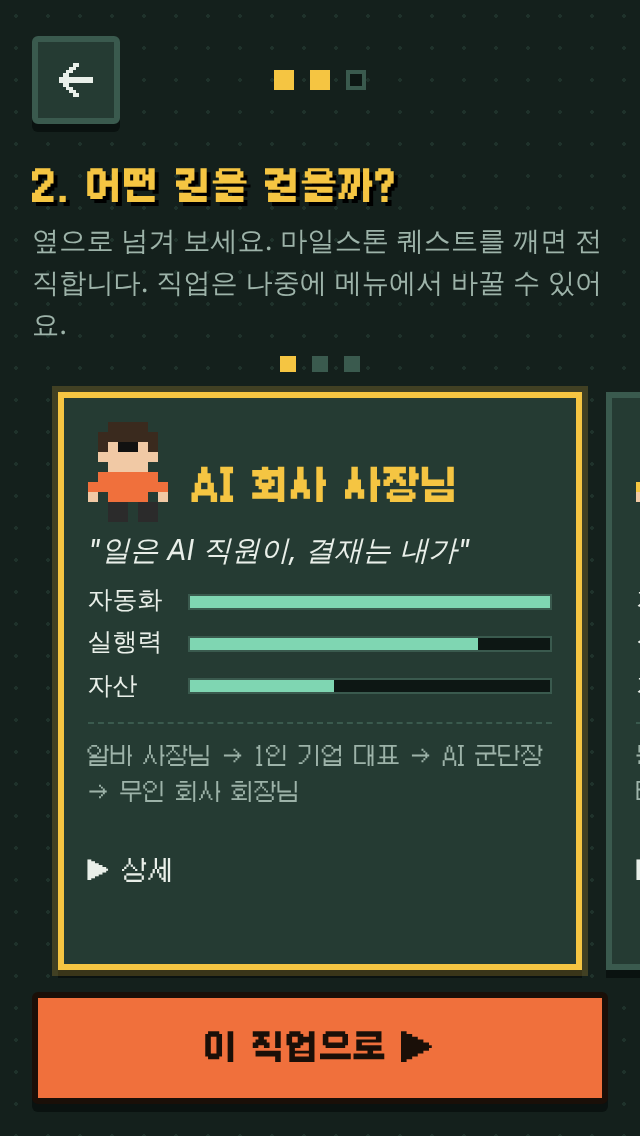 2. 어떤 길을 걸을까?
옆으로 넘겨 보세요. 마일스톤 퀘스트를 깨면 전
직합니다. 직업은 나중에 메뉴에서 바꿀 수 있어
요.
AI 회사 사장님
"일은 AI 직원이, 결재는 내가"
자동화
실행력
자산
알바 사장님 → 1인 기업 대표 → AI 군단장
→ 무인 회사 회장님
▶ 상세
이 직업으로 ▶